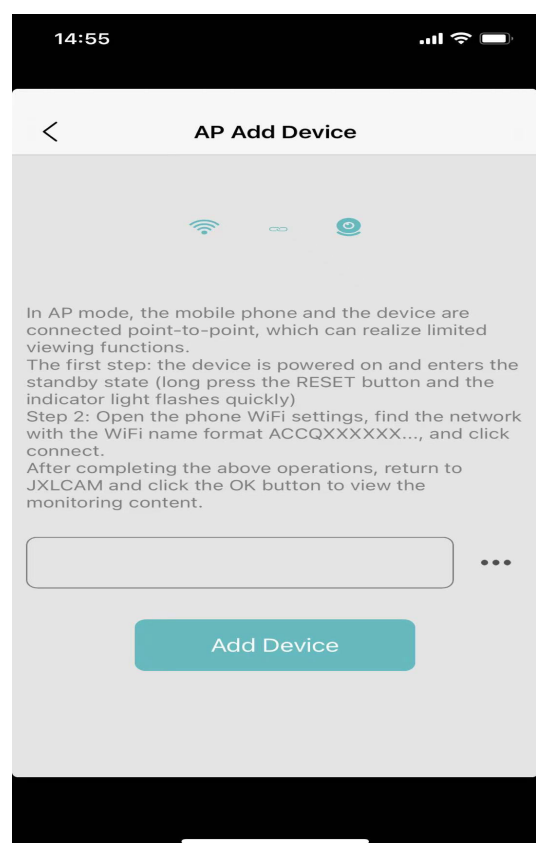 14:55
AP Add Device
In AP mode, the mobile phone and the device are
connected point-to-point, which can realize limited
viewing functions.
The first step: the device is powered on and enters the
standby state (long press the RESET button and the
indicator light flashes quickly)
Step 2: Open the phone WiFi settings, find the network
with the WiFi name format ACCQXXXXXX..., and click
connect.
After completing the above operations, return to
JXLCAM and click the OK button to view the
monitoring content.
Add Device